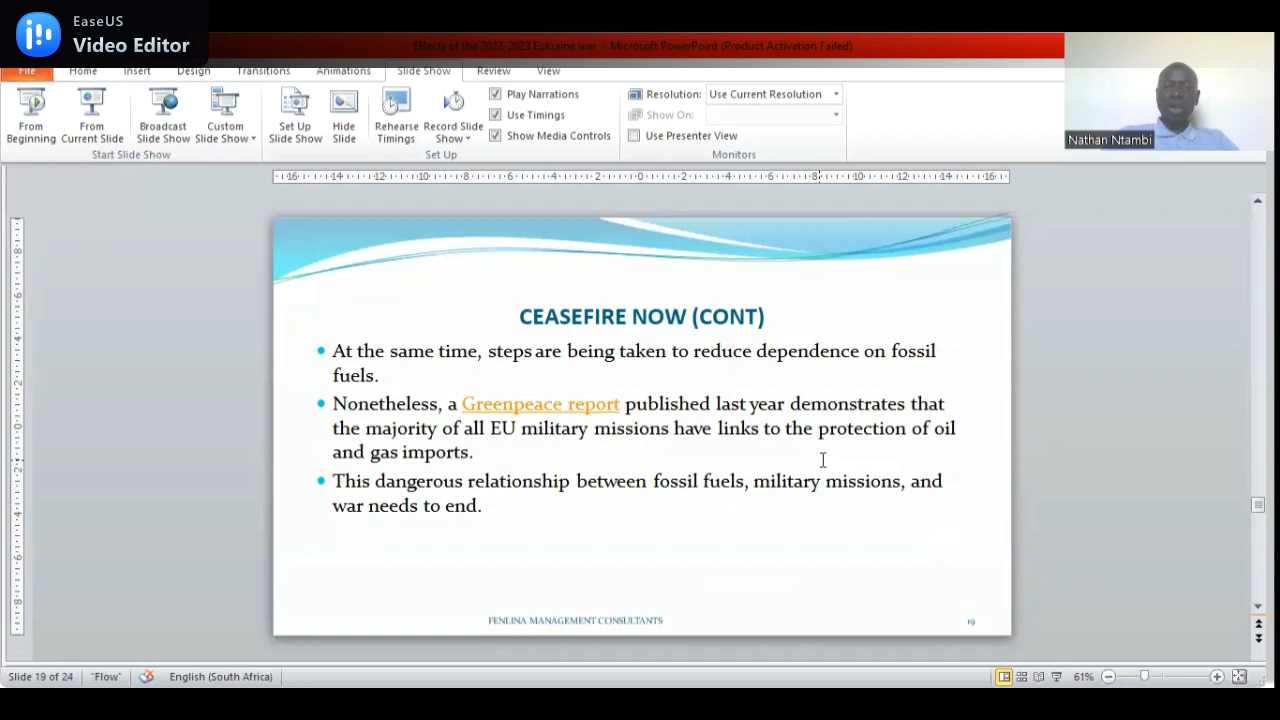 EaseUS
Video Editor
Effects of the 2022-2023 Eukraine war - Microsoft PowerPoint (Product Activation Failed)
File Home Insert Design Transitions Animations Slide Show Review View
From Beginning
From Current Slide
Broadcast Slide Show
Custom Slide Show
Start Slide Show
Set Up Slide Show
Hide Slide
Rehearse Timings
Record Slide Show
Play Narrations
Use Timings
Show Media Controls
Set Up
Resolution: Use Current Resolution
Show On:
Use Presenter View
Monitors
Nathan Ntambi
CEASEFIRE NOW (CONT)
At the same time, steps are being taken to reduce dependence on fossil
fuels.
Nonetheless, a Greenpeace report published last year demonstrates that
the majority of all EU military missions have links to the protection of oil
and gas imports.
This dangerous relationship between fossil fuels, military missions, and
war needs to end.
FENLINA MANAGEMENT CONSULTANTS 19
Slide 19 of 24 "Flow" English (South Africa) 61%